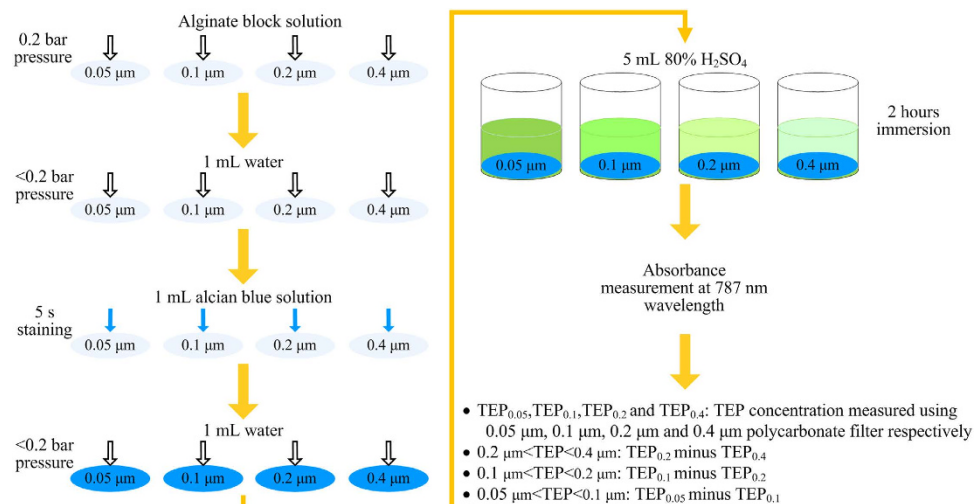 Alginate block solution
0.2 bar
pressure
0.05 μm 0.1 μm 0.2 μm 0.4 μm
1 mL water
<0.2 bar
pressure
0.05 μm 0.1 μm 0.2 μm 0.4 μm
1 mL alcian blue solution
5 s
staining
0.05 μm 0.1 μm 0.2 μm 0.4 μm
1 mL water
<0.2 bar
pressure
0.05 μm 0.1 μm 0.2 μm 0.4 μm
5 mL 80% H₂SO₄
2 hours
immersion
0.05 μm 0.1 μm 0.2 μm 0.4 μm
Absorbance
measurement at 787 nm
wavelength
• TEP₀.₀₅,TEP₀.₁,TEP₀.₂ and TEP₀.₄: TEP concentration measured using
0.05 μm, 0.1 μm, 0.2 μm and 0.4 μm polycarbonate filter respectively
• 0.2 μm<TEP<0.4 μm: TEP₀.₂ minus TEP₀.₄
• 0.1 μm<TEP<0.2 μm: TEP₀.₁ minus TEP₀.₂
• 0.05 μm<TEP<0.1 μm: TEP₀.₀₅ minus TEP₀.₁